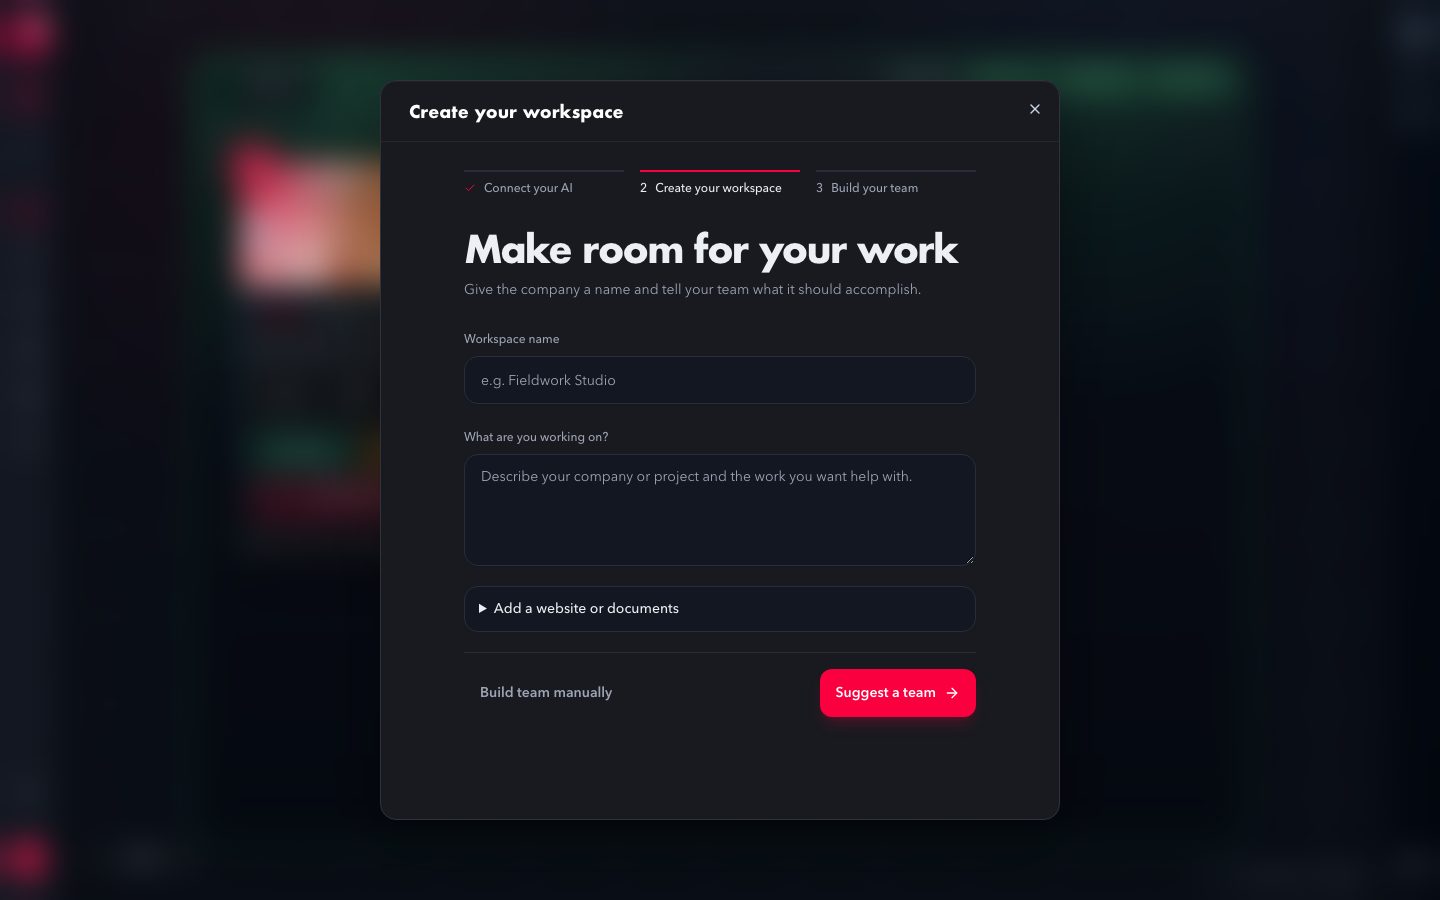 Create your workspace
Connect your AI
2 Create your workspace
3 Build your team
Make room for your work
Give the company a name and tell your team what it should accomplish.
Workspace name
e.g. Fieldwork Studio
What are you working on?
Describe your company or project and the work you want help with.
Add a website or documents
Build team manually
Suggest a team